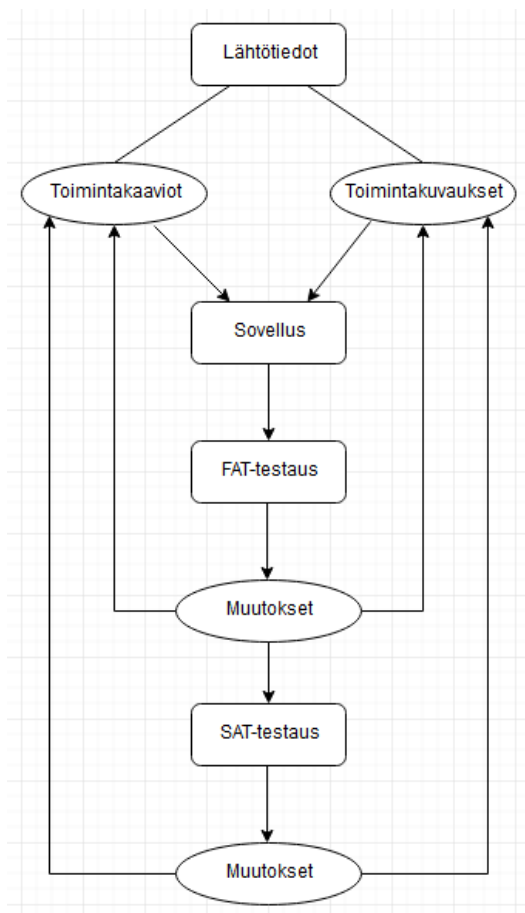 Lähtötiedot
Toimintakaaviot
Toimintakuvaukset
Sovellus
FAT-testaus
Muutokset
SAT-testaus
Muutokset